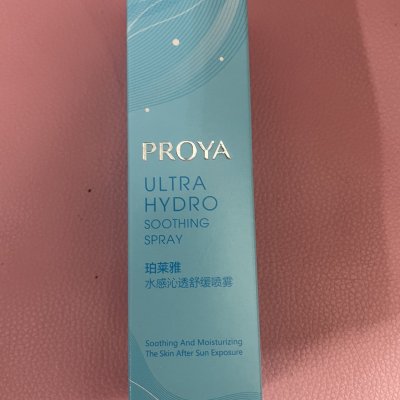 PROYA
ULTRA
HYDRO
SOOTHING
SPRAY
珀莱雅
水感沁透舒缓喷雾
Soothing And Moisturizing
The Skin After Sun Exposure